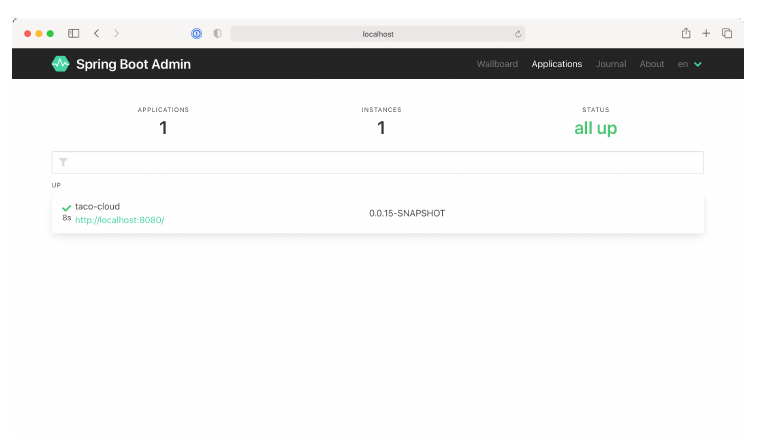 localhost
Spring Boot Admin
Wallboard Applications Journal About en
APPLICATIONS INSTANCES STATUS
1 1 all up
UP
taco-cloud
8s http://localhost:8080/ 0.0.15-SNAPSHOT